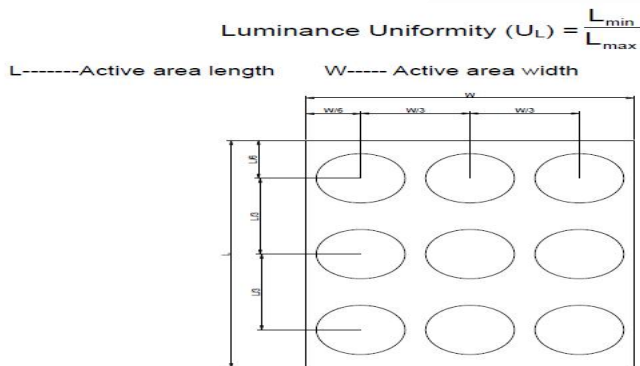 Luminance Uniformity (UL) = Lmin
Lmax
L-------Active area length W----- Active area width
W
W/6 W/3 W/3
L/6
L/3
L
L/3